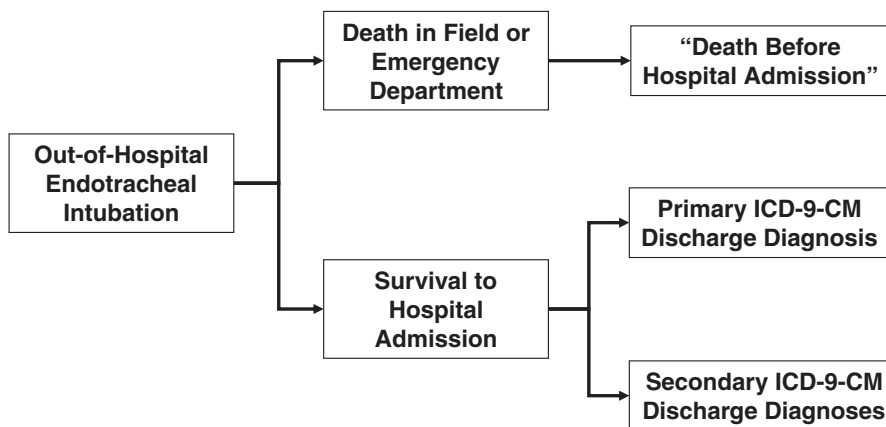 Death in Field or
Emergency
Department
“Death Before
Hospital Admission”
Out-of-Hospital
Endotracheal
Intubation
Primary ICD-9-CM
Discharge Diagnosis
Survival to
Hospital
Admission
Secondary ICD-9-CM
Discharge Diagnoses